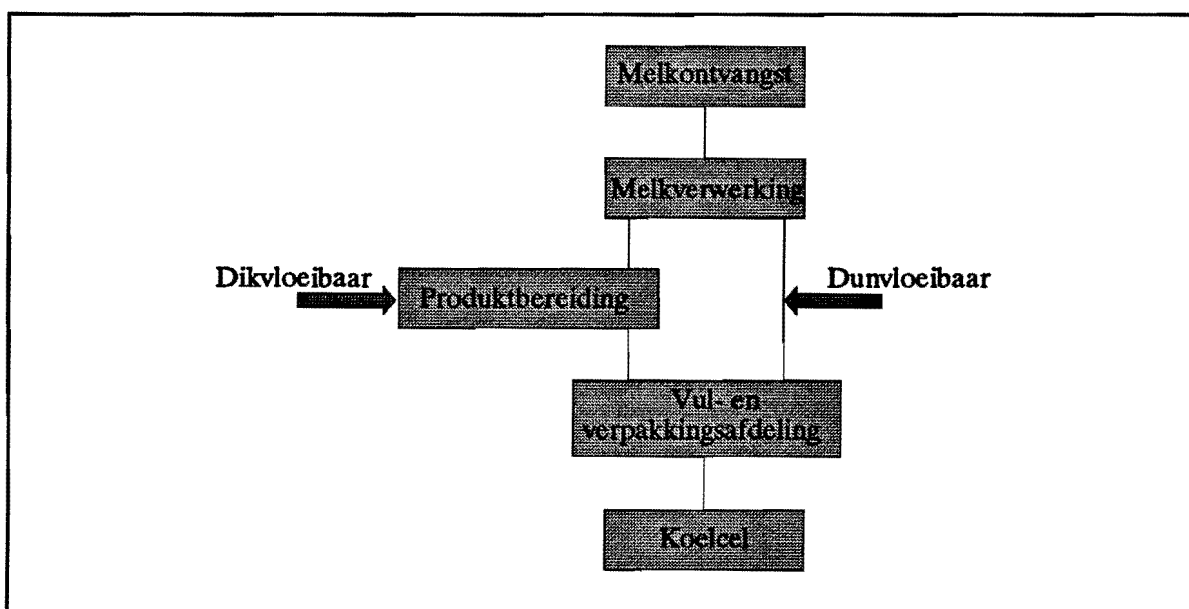 Melkontvangst
Melkverwerking
Dikvloeibaar
Dunvloeibaar
Produktbereiding
Vul- en
verpakkingsafdeling
Koelcel